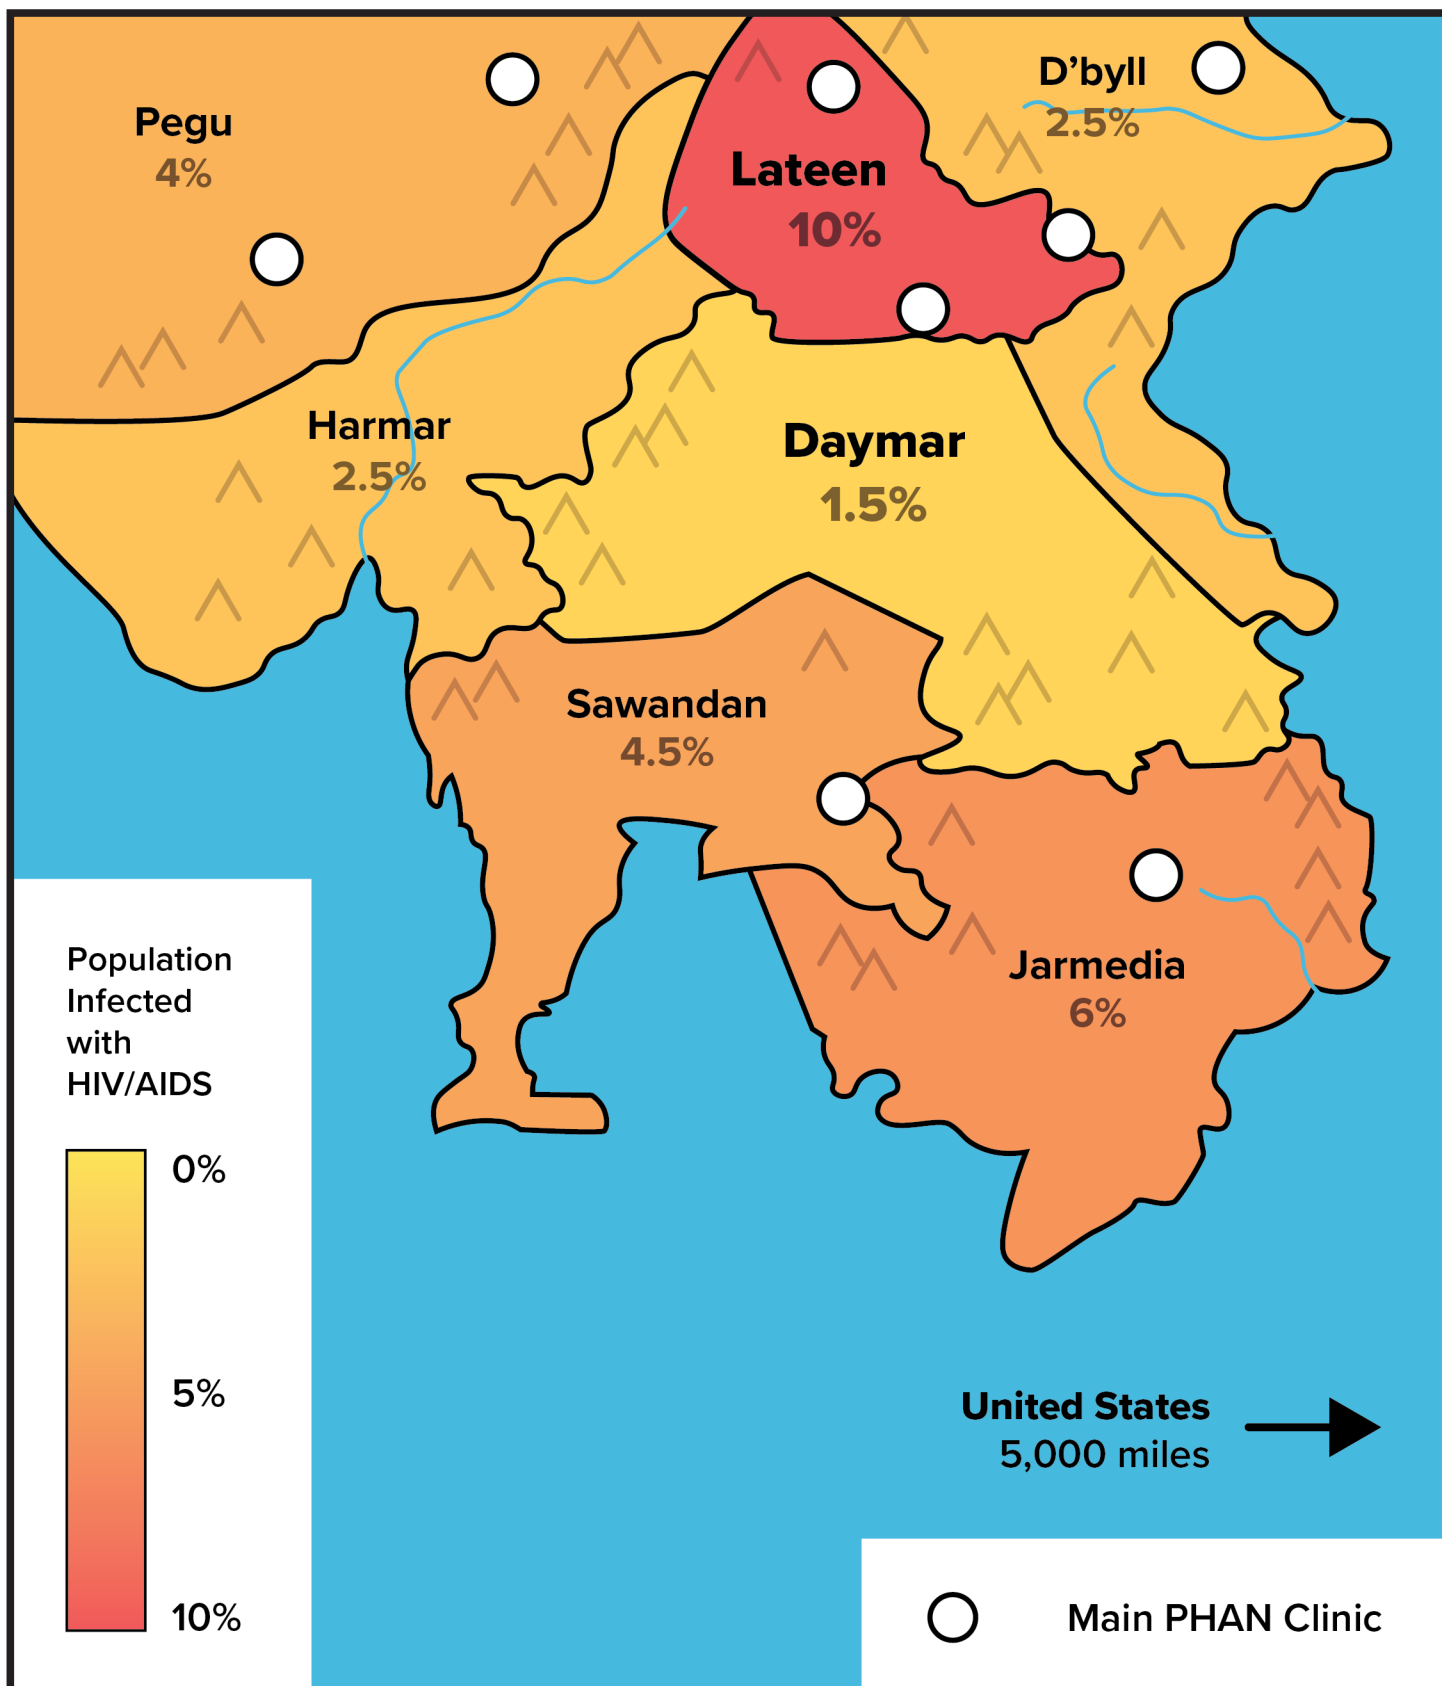 Pegu
4%
Lateen
10%
D’byll
2.5%
Harmar
2.5%
Daymar
1.5%
Sawandan
4.5%
Jarmedia
6%
Population
Infected
with
HIV/AIDS
0%
5%
10%
United States
5,000 miles
Main PHAN Clinic